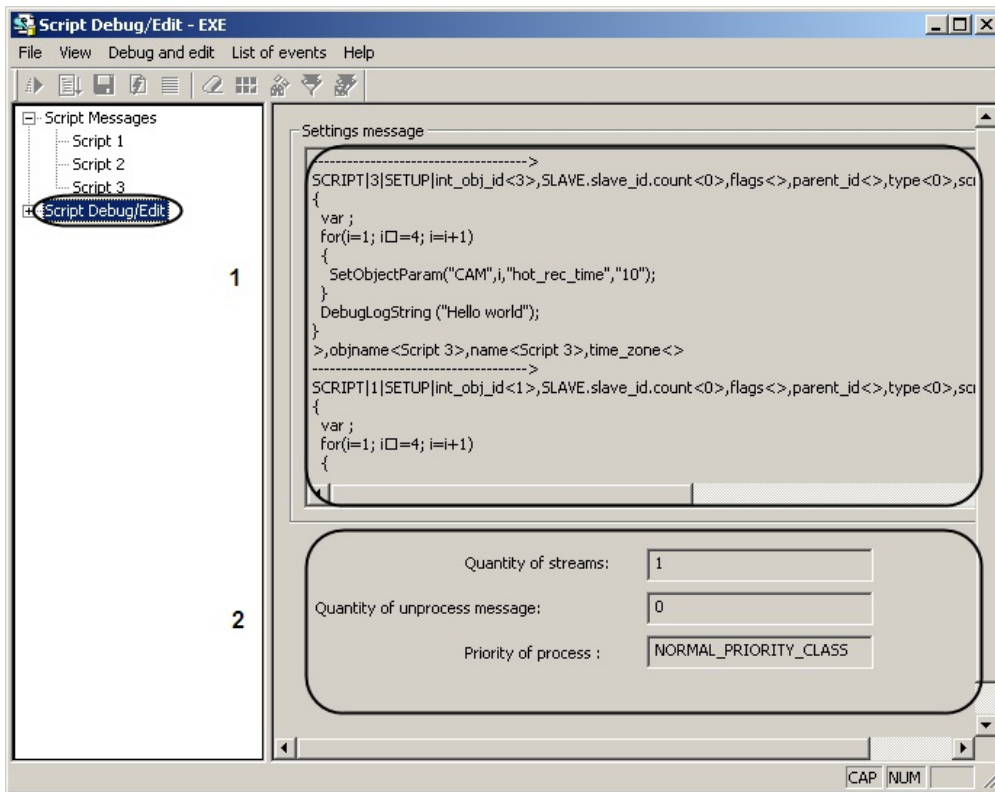 Script Debug/Edit - EXE
File View Debug and edit List of events Help
Script Messages
Script 1
Script 2
Script 3
Script Debug/Edit
1
2
Settings message
------------------------------------->
SCRIPT|3|SETUP|int_obj_id<3>,SLAVE.slave_id.count<0>,flags<>,parent_id<>,type<0>,scri
{
var ;
for(i=1; i□=4; i=i+1)
{
SetObjectParam("CAM",i,"hot_rec_time","10");
}
DebugLogString ("Hello world");
}
>,objname<Script 3>,name<Script 3>,time_zone<>
------------------------------------->
SCRIPT|1|SETUP|int_obj_id<1>,SLAVE.slave_id.count<0>,flags<>,parent_id<>,type<0>,scri
{
var ;
for(i=1; i□=4; i=i+1)
{
Quantity of streams: 1
Quantity of unprocess message: 0
Priority of process : NORMAL_PRIORITY_CLASS
CAP NUM